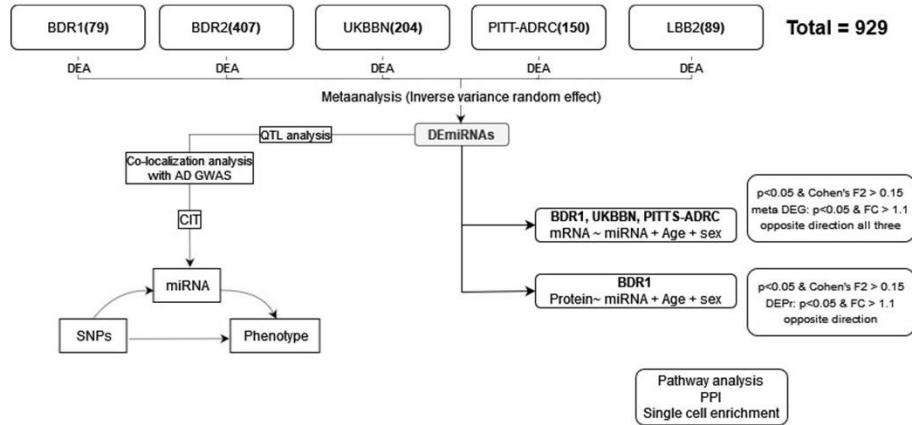 BDR1(79)
BDR2(407)
UKBBN(204)
PITT-ADRC(150)
LBB2(89)
Total = 929
DEA
DEA
DEA
DEA
DEA
Metaanalysis (Inverse variance random effect)
QTL analysis
DEmiRNAs
Co-localization analysis
with AD GWAS
CIT
miRNA
SNPs
Phenotype
BDR1, UKBBN, PITTS-ADRC
mRNA ~ miRNA + Age + sex
p<0.05 & Cohen's F2 > 0.15
meta DEG: p<0.05 & FC > 1.1
opposite direction all three
BDR1
Protein~ miRNA + Age + sex
p<0.05 & Cohen's F2 > 0.15
DEPr: p<0.05 & FC > 1.1
opposite direction
Pathway analysis
PPI
Single cell enrichment